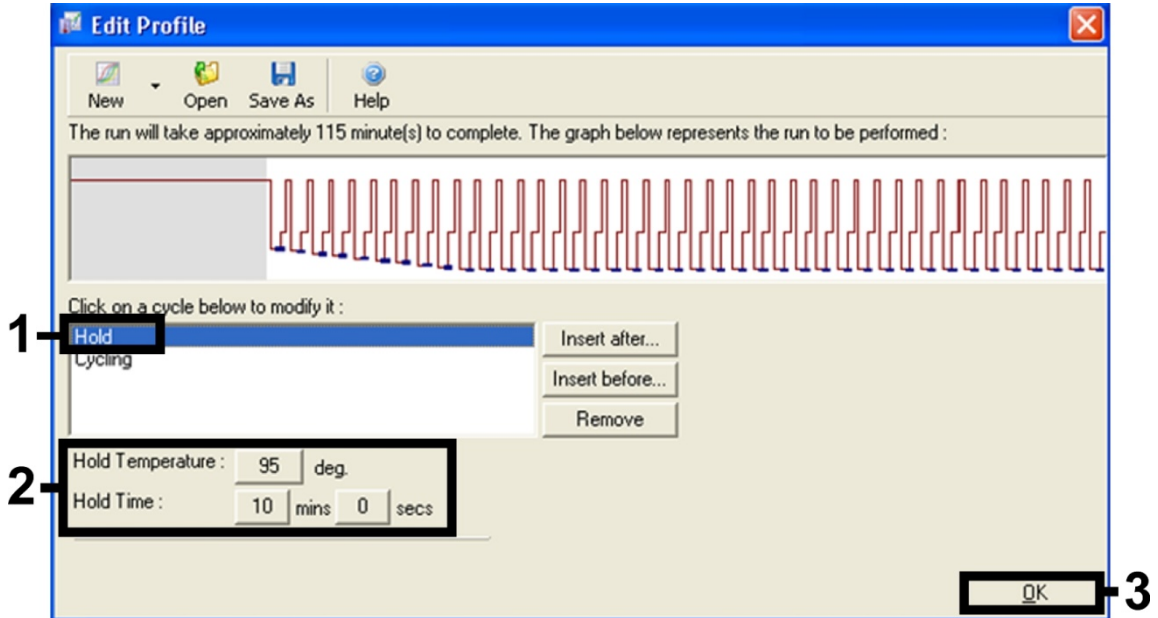 Edit Profile
New Open Save As Help
The run will take approximately 115 minute(s) to complete. The graph below represents the run to be performed :
Click on a cycle below to modify it :
1 Hold Insert after...
Cycling Insert before...
Remove
2 Hold Temperature : 95 deg.
Hold Time : 10 mins 0 secs
OK 3